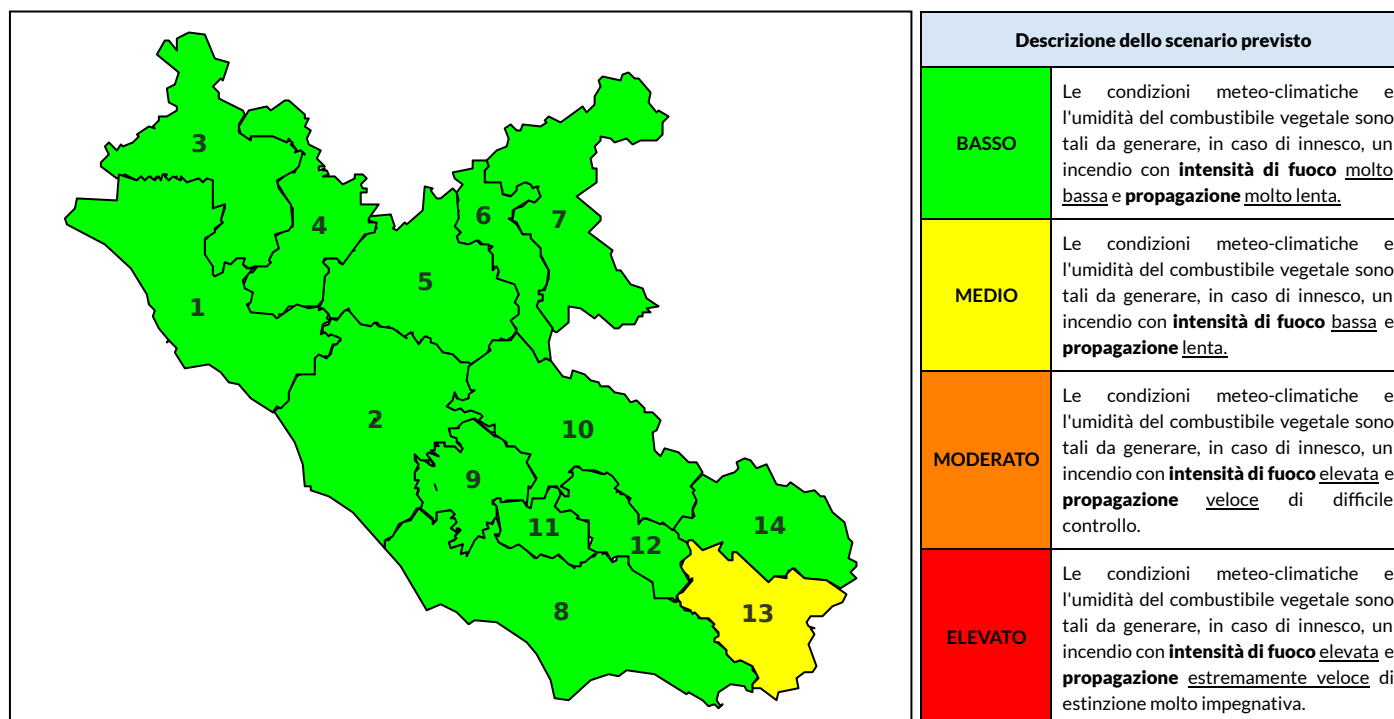 3
4
6
7
5
1
2
10
9
11
12
14
8
13
Descrizione dello scenario previsto
BASSO
Le condizioni meteo-climatiche e
l'umidità del combustibile vegetale sono
tali da generare, in caso di innesco, un
incendio con intensità di fuoco molto
bassa e propagazione molto lenta.
MEDIO
Le condizioni meteo-climatiche e
l'umidità del combustibile vegetale sono
tali da generare, in caso di innesco, un
incendio con intensità di fuoco bassa e
propagazione lenta.
MODERATO
Le condizioni meteo-climatiche e
l'umidità del combustibile vegetale sono
tali da generare, in caso di innesco, un
incendio con intensità di fuoco elevata e
propagazione veloce di difficile
controllo.
ELEVATO
Le condizioni meteo-climatiche e
l'umidità del combustibile vegetale sono
tali da generare, in caso di innesco, un
incendio con intensità di fuoco elevata e
propagazione estremamente veloce di
estinzione molto impegnativa.